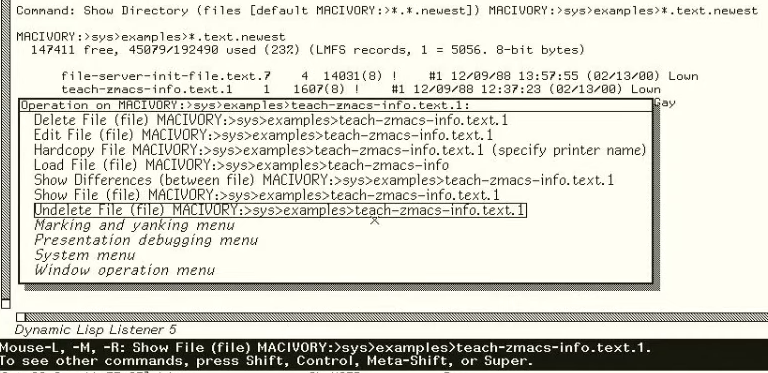 Command: Show Directory (files [default MACIVORY:>*.*.newest]) MACIVORY:>sys>examples>*.text.newest
MACIVORY:>sys>examples>*.text.newest
147411 free, 45079/192490 used (23%) (LMFS records, 1 = 5056. 8-bit bytes)
file-server-init-file.text.7 4 14031(8) ! #1 12/09/88 13:57:55 (02/13/00) Lown
teach-zmacs-info.text.1 1 1607(8) ! #1 12/09/88 12:37:23 (02/13/00) Lown
Operation on MACIVORY:>sys>examples>teach-zmacs-info.text.1:
Delete File (file) MACIVORY:>sys>examples>teach-zmacs-info.text.1
Edit File (file) MACIVORY:>sys>examples>teach-zmacs-info.text.1
Hardcopy File MACIVORY:>sys>examples>teach-zmacs-info.text.1 (specify printer name)
Load File (file) MACIVORY:>sys>examples>teach-zmacs-info
Show Differences (between file) MACIVORY:>sys>examples>teach-zmacs-info.text.1
Show File (file) MACIVORY:>sys>examples>teach-zmacs-info.text.1
Undelete File (file) MACIVORY:>sys>examples>teach-zmacs-info.text.1
Marking and yanking menu
Presentation debugging menu
System menu
Window operation menu
Dynamic Lisp Listener 5
Mouse-L, -M, -R: Show File (file) MACIVORY:>sys>examples>teach-zmacs-info.text.1.
To see other commands, press Shift, Control, Meta-Shift, or Super.